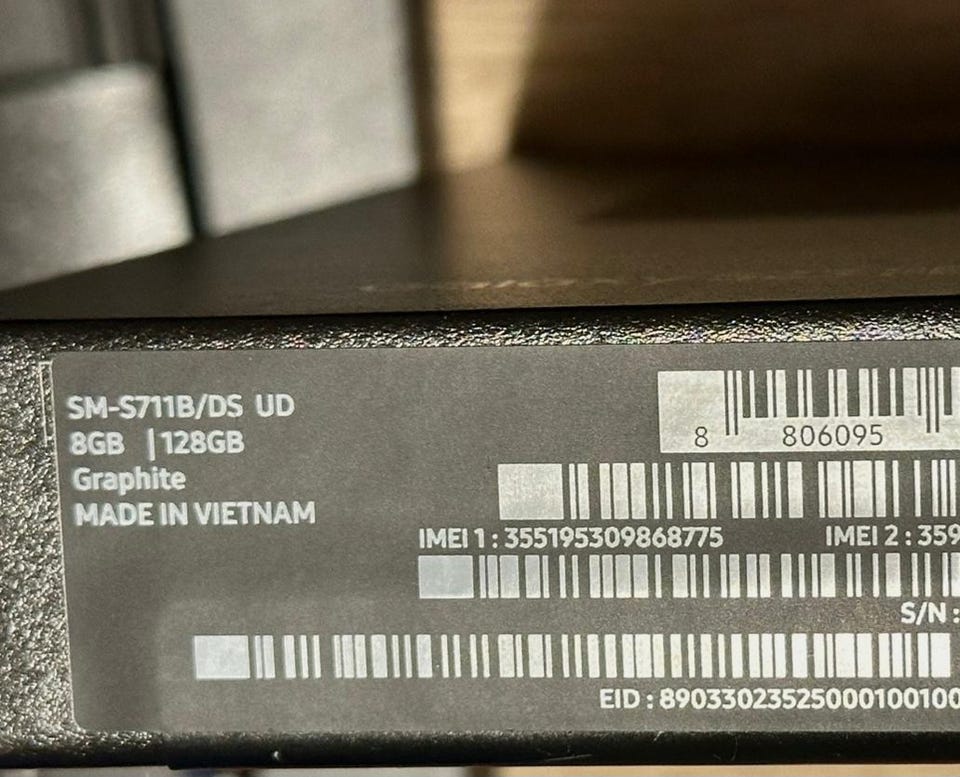 SM-S711B/DS UD
8GB | 128GB
Graphite
MADE IN VIETNAM
8 806095
IMEI 1 : 355195309868775 IMEI 2 : 359
S/N :
EID : 89033023525000100100